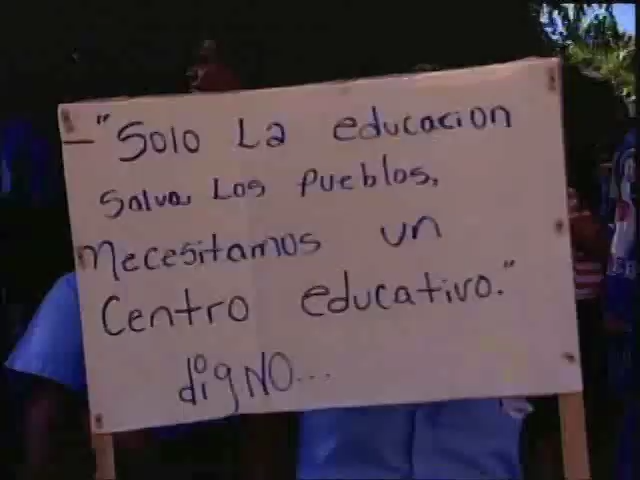 —"Solo La educacion
Salva Los Pueblos,
Necesitamos un
Centro educativo."
digNO...